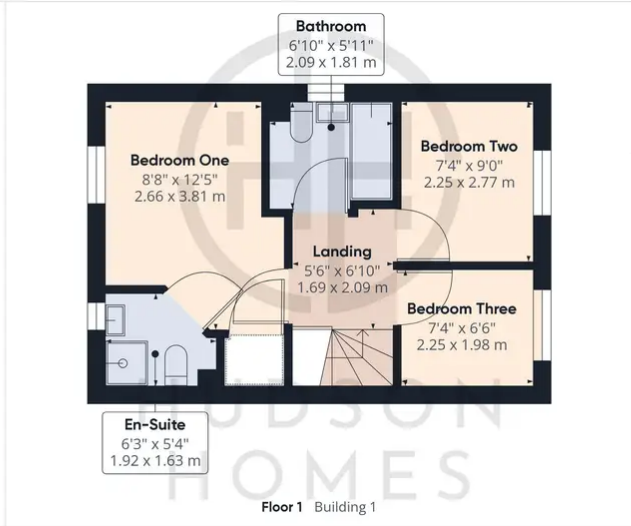 Bathroom
6'10" x 5'11"
2.09 x 1.81 m
Bedroom One
8'8" x 12'5"
2.66 x 3.81 m
Bedroom Two
7'4" x 9'0"
2.25 x 2.77 m
Landing
5'6" x 6'10"
1.69 x 2.09 m
Bedroom Three
7'4" x 6'6"
2.25 x 1.98 m
En-Suite
6'3" x 5'4"
1.92 x 1.63 m
HUDSON
HOMES
Floor 1 Building 1